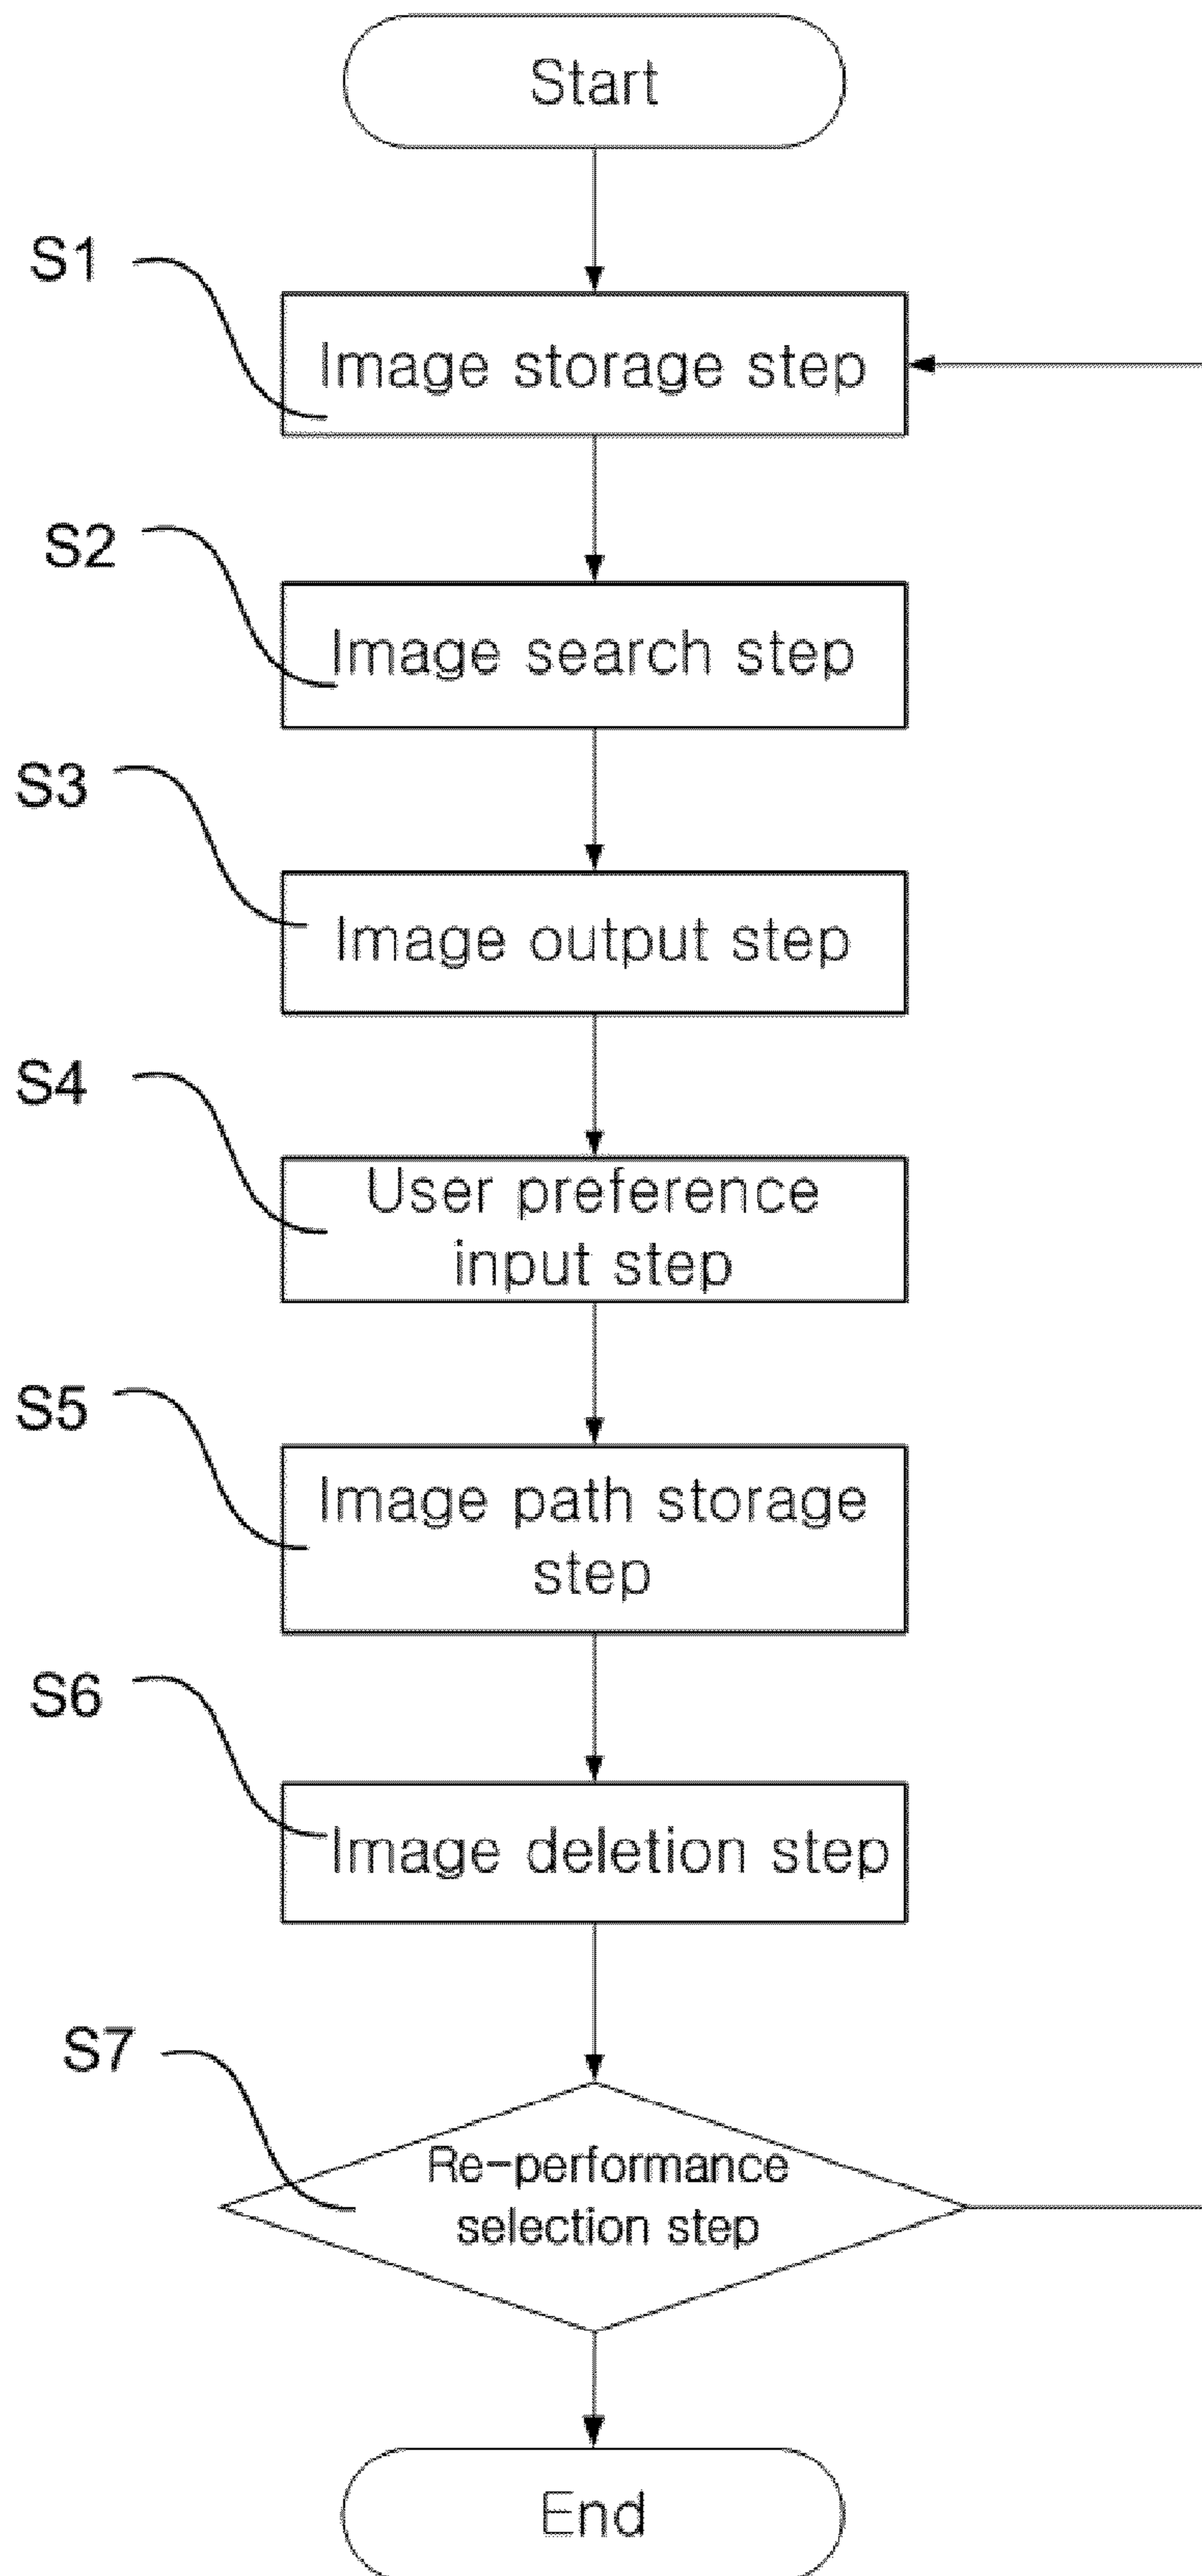 Start
S1
Image storage step
S2
Image search step
S3
Image output step
S4
User preference
input step
S5
Image path storage
step
S6
Image deletion step
S7
Re-performance
selection step
End